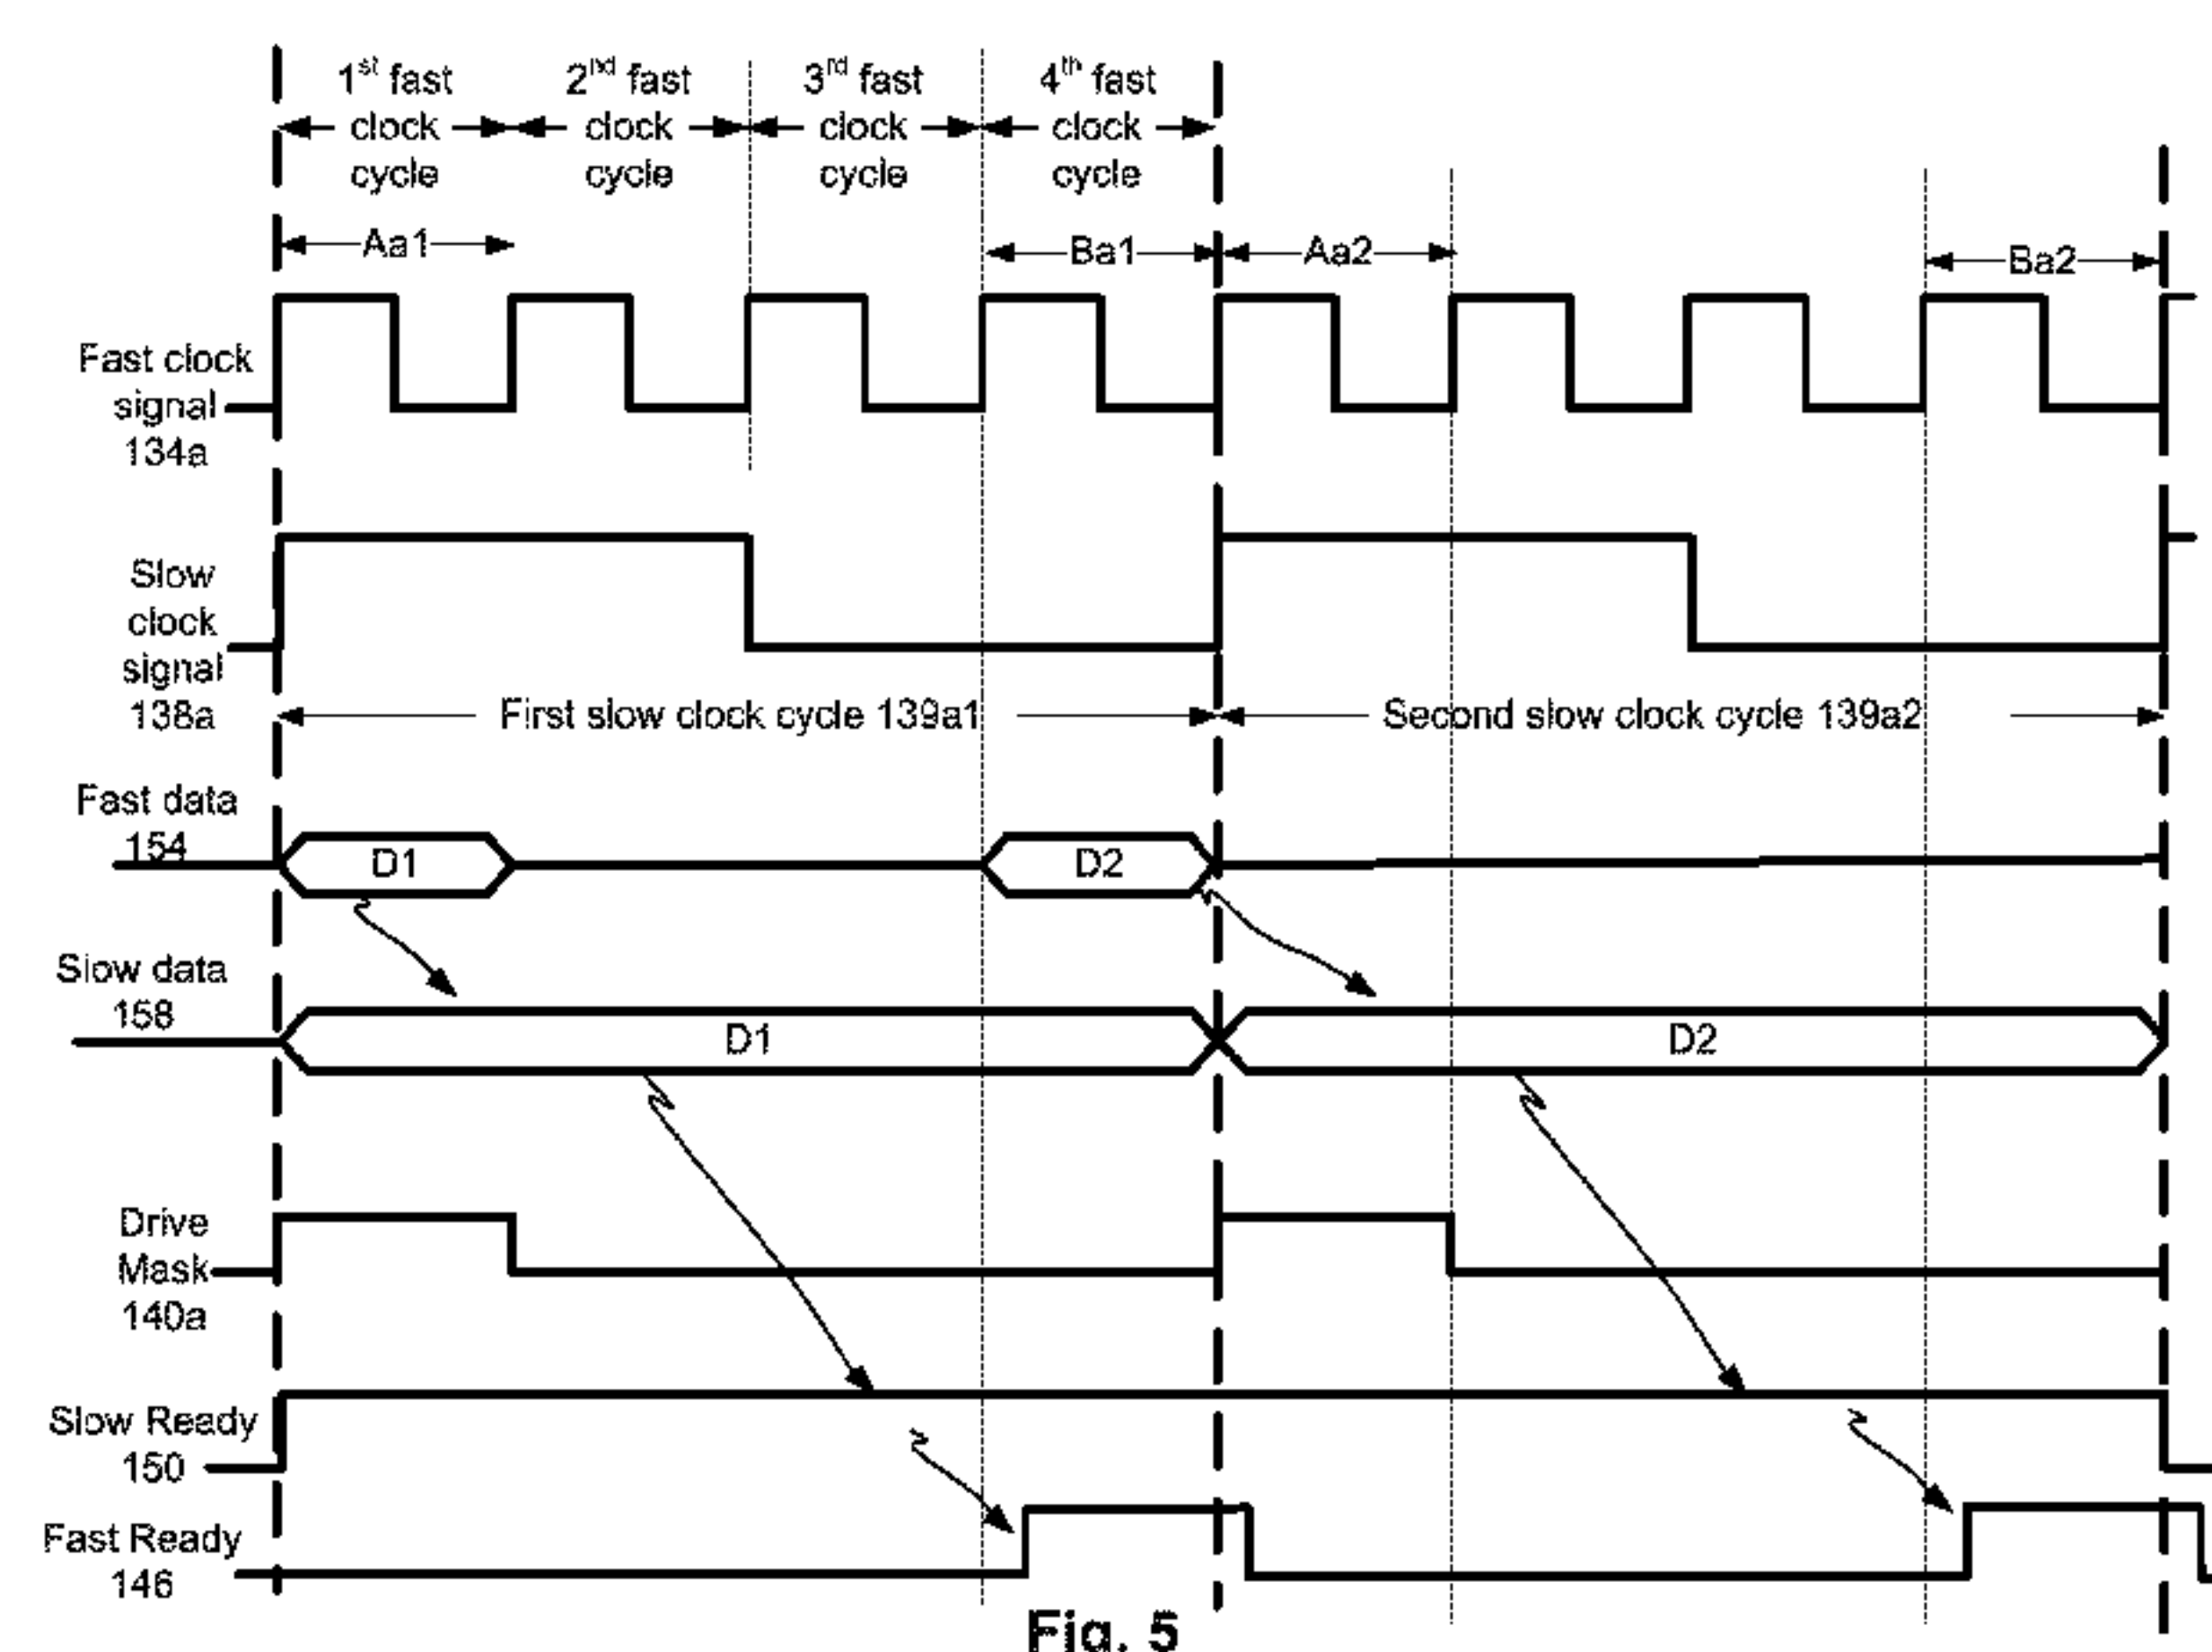 1st fast clock cycle
2nd fast clock cycle
3rd fast clock cycle
4th fast clock cycle
Aa1
Ba1
Aa2
Ba2
Fast clock
signal
134a
Slow
clock
signal
138a
First slow clock cycle 139a1
Second slow clock cycle 139a2
Fast data
154
D1
D2
Slow data
158
D1
D2
Drive
Mask
140a
Slow Ready
150
Fast Ready
146
Fig. 5